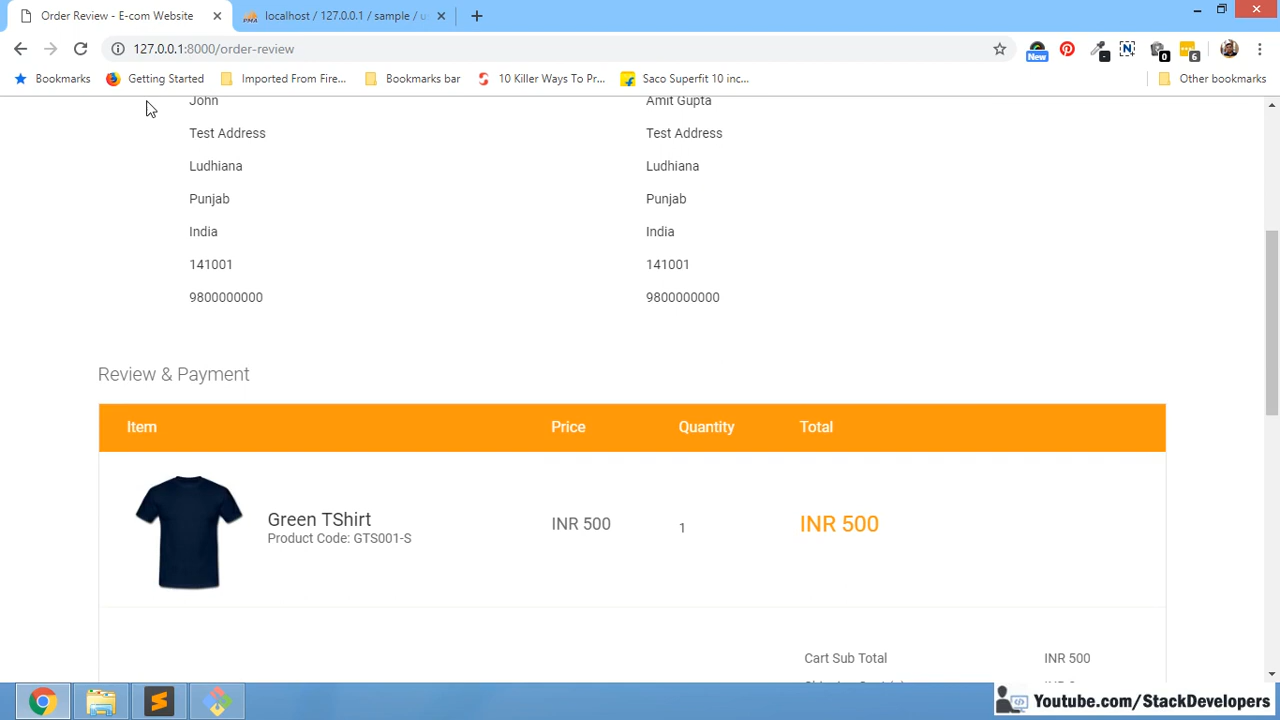 Order Review - E-com Website
localhost / 127.0.0.1 / sample /
127.0.0.1:8000/order-review
New
0
6
Bookmarks
Getting Started
Imported From Fire...
Bookmarks bar
10 Killer Ways To Pr...
Saco Superfit 10 inc...
Other bookmarks
John
Amit Gupta
Test Address
Test Address
Ludhiana
Ludhiana
Punjab
Punjab
India
India
141001
141001
9800000000
9800000000
Review & Payment
Item Price Quantity Total
Green TShirt
Product Code: GTS001-S
INR 500
1
INR 500
Cart Sub Total INR 500
Youtube.com/StackDevelopers